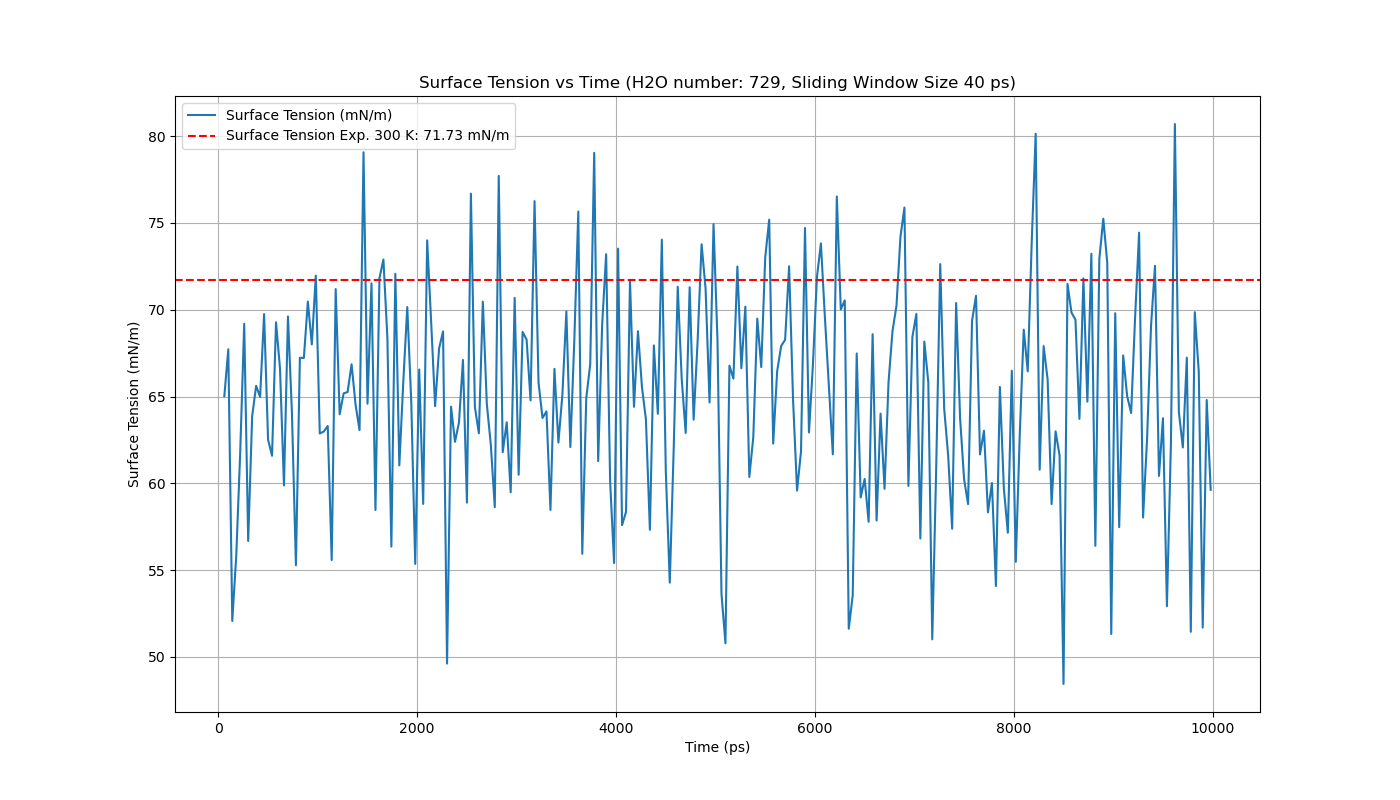 Surface Tension vs Time (H2O number: 729, Sliding Window Size 40 ps)
Surface Tension (mN/m)
Surface Tension Exp. 300 K: 71.73 mN/m
80
75
70
65
60
55
50
Surface Tension (mN/m)
0 2000 4000 6000 8000 10000
Time (ps)